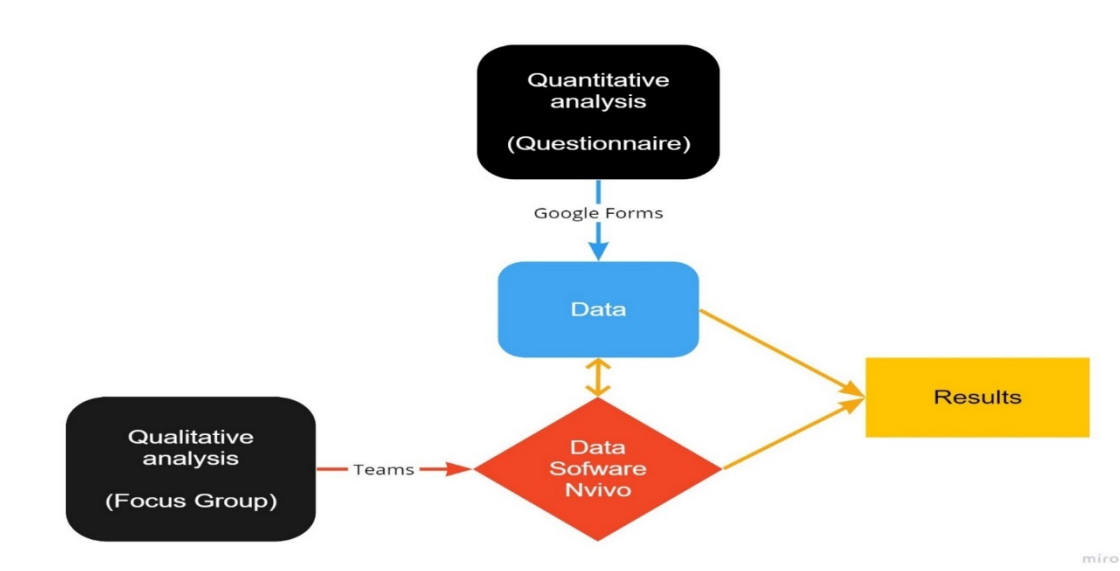 Quantitative
analysis
(Questionnaire)
Google Forms
Data
Results
Qualitative
analysis
(Focus Group)
Teams
Data
Sofware
Nvivo
miro